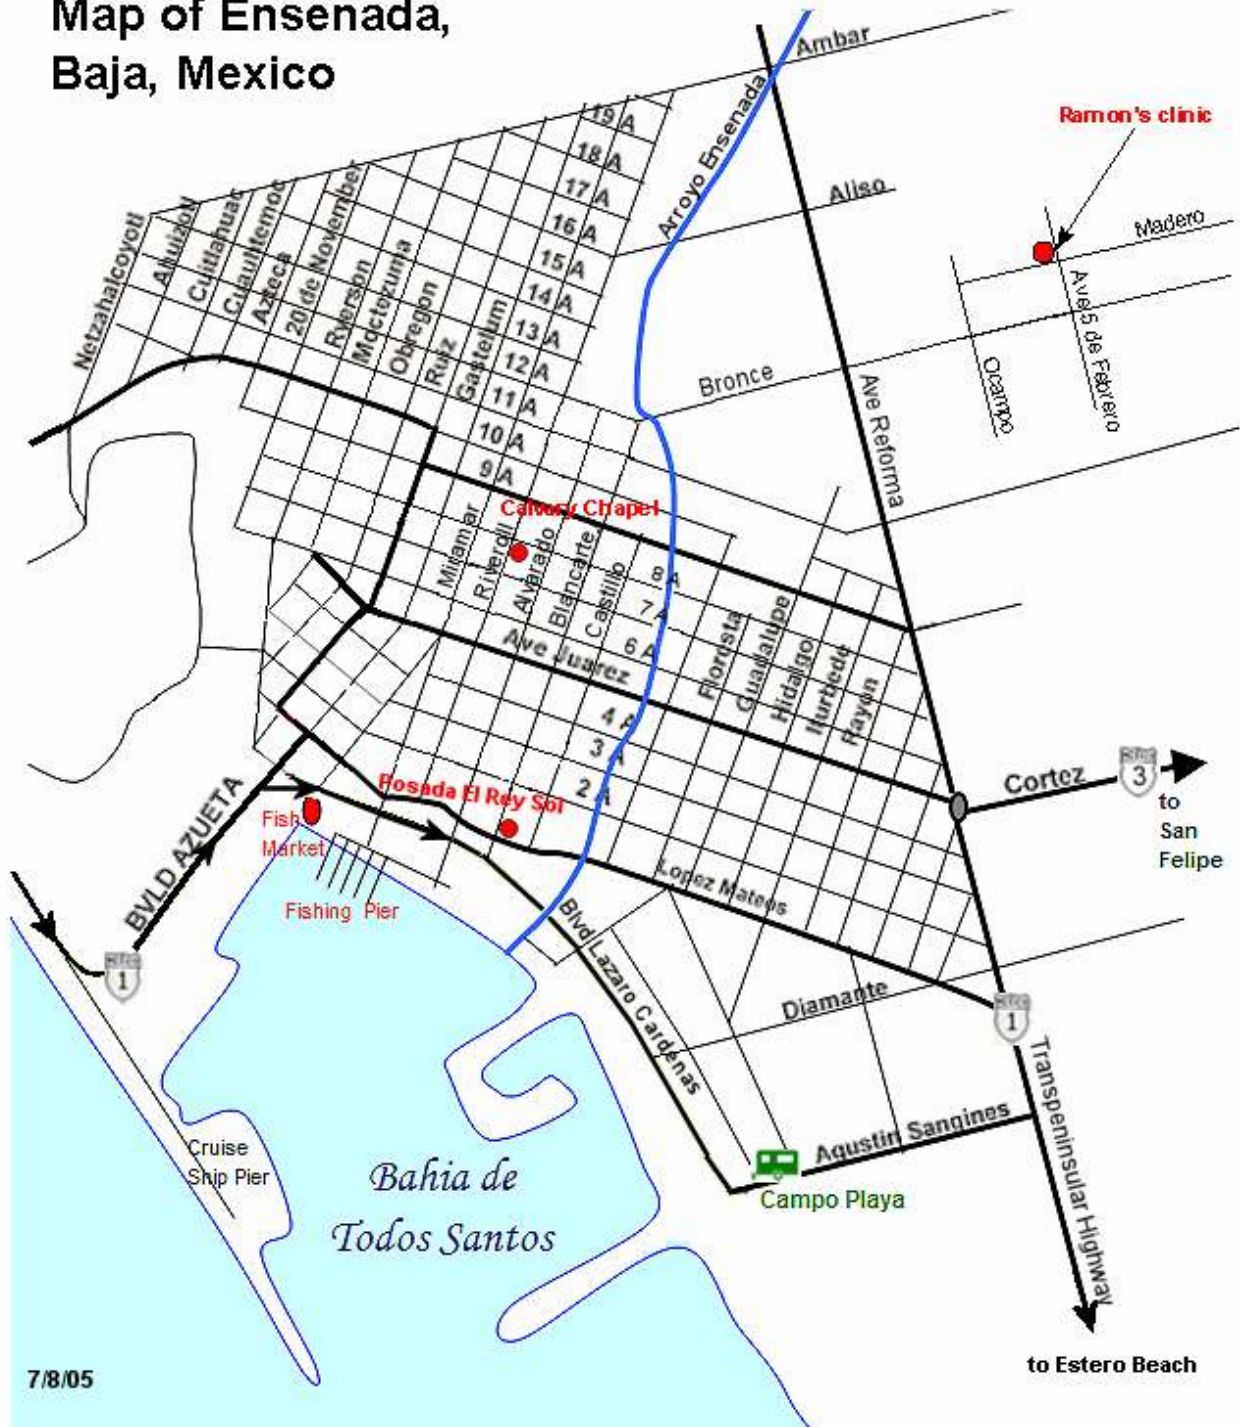 Map of Ensenada,
Baja, Mexico
Ambar
Arroyo Ensenada
Ramon's clinic
Aliso
Madero
Ave 5 de Febrero
Ocampo
Bronce
Ave Reforma
19 A
18 A
17 A
16 A
15 A
14 A
13 A
12 A
11 A
10 A
9 A
Netzahalcoyotl
Ahuizotl
Cuitlahuac
Cuauhtemoc
Azteca
20 de November
Ryerson
Moctezuma
Obregon
Ruiz
Gastelum
Calvary Chapel
Miramar
Riveroll
Alvarado
Blancarte
Castillo
8 A
7 A
6 A
Ave Juarez
Floresta
Guadalupe
Hidalgo
Iturbede
Rayon
4 A
3 A
2 A
Cortez
3
to
San
Felipe
Posada El Rey Sol
Fish
Market
Fishing Pier
BVLD AZUETA
1
Lopez Mateos
Blvd Lazaro Cardenas
Diamante
1
Transpeninsular Highway
Agustin Sangines
Campo Playa
Cruise
Ship Pier
Bahia de
Todos Santos
to Estero Beach
7/8/05